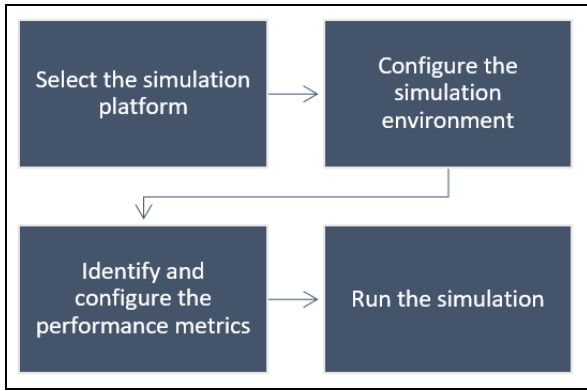 Select the simulation
platform
Configure the
simulation
environment
Identify and
configure the
performance metrics
Run the simulation